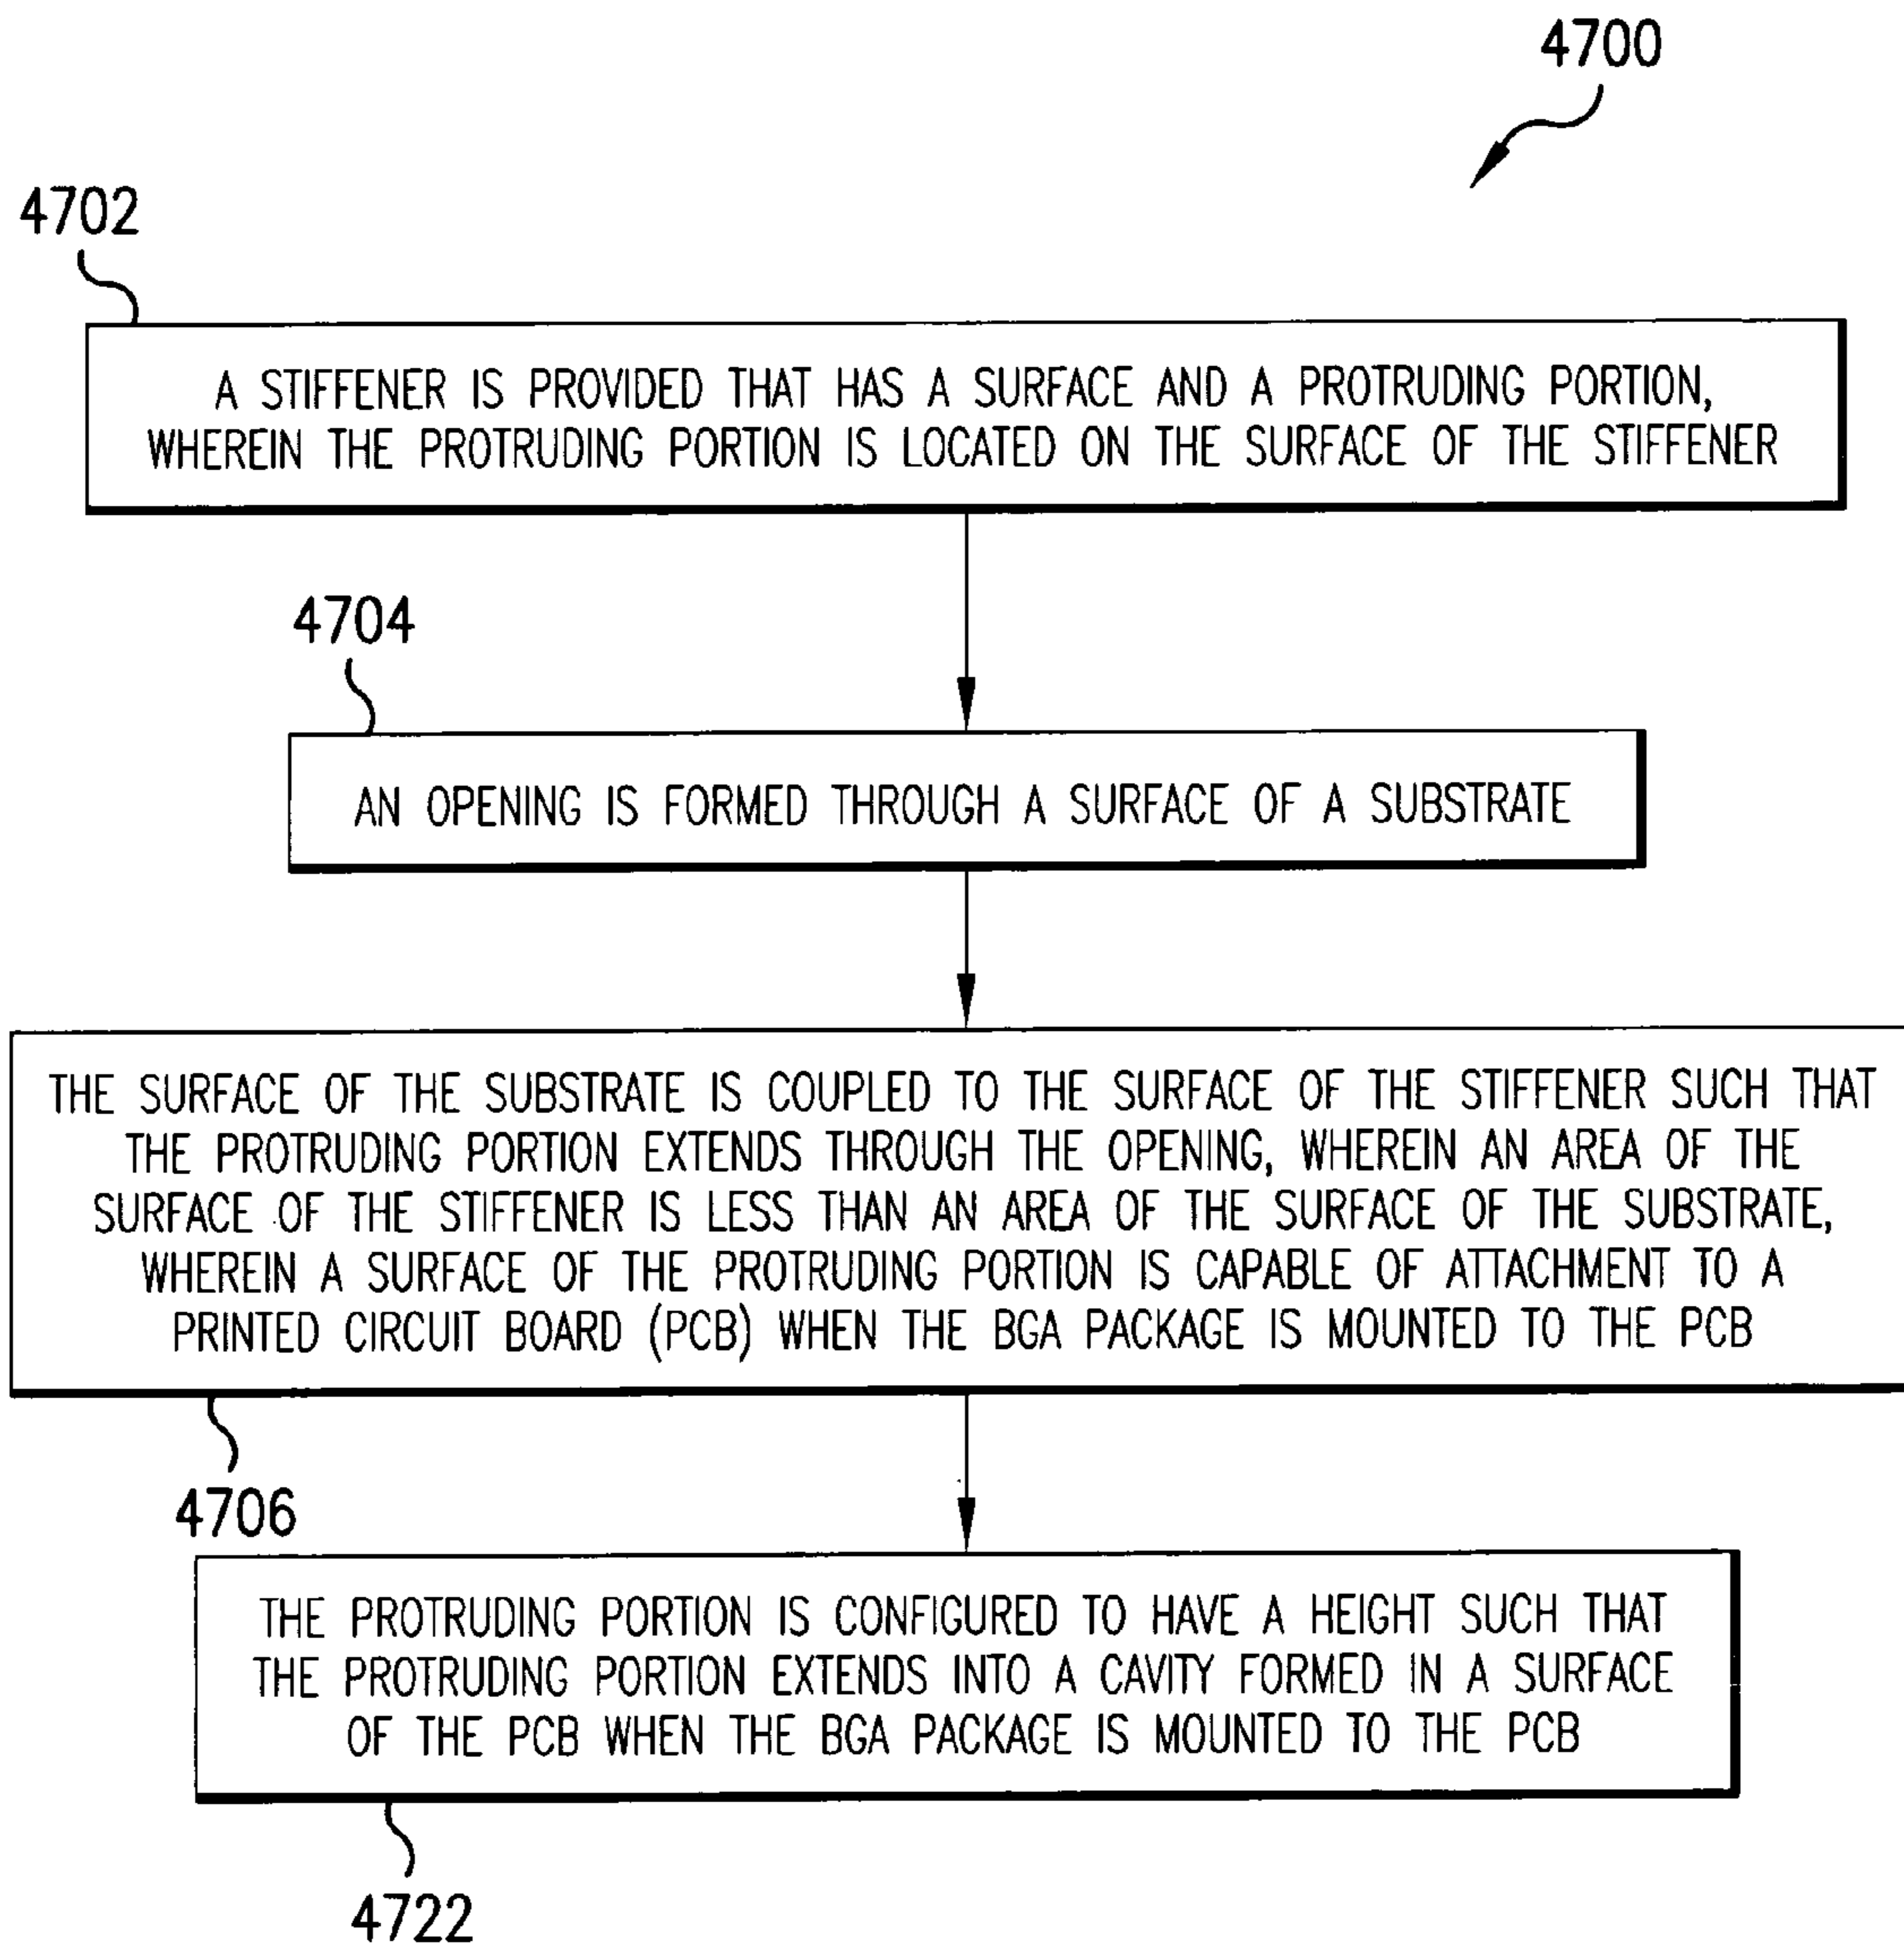 4700
4702
A STIFFENER IS PROVIDED THAT HAS A SURFACE AND A PROTRUDING PORTION,
WHEREIN THE PROTRUDING PORTION IS LOCATED ON THE SURFACE OF THE STIFFENER
4704
AN OPENING IS FORMED THROUGH A SURFACE OF A SUBSTRATE
THE SURFACE OF THE SUBSTRATE IS COUPLED TO THE SURFACE OF THE STIFFENER SUCH THAT
THE PROTRUDING PORTION EXTENDS THROUGH THE OPENING, WHEREIN AN AREA OF THE
SURFACE OF THE STIFFENER IS LESS THAN AN AREA OF THE SURFACE OF THE SUBSTRATE,
WHEREIN A SURFACE OF THE PROTRUDING PORTION IS CAPABLE OF ATTACHMENT TO A
PRINTED CIRCUIT BOARD (PCB) WHEN THE BGA PACKAGE IS MOUNTED TO THE PCB
4706
THE PROTRUDING PORTION IS CONFIGURED TO HAVE A HEIGHT SUCH THAT
THE PROTRUDING PORTION EXTENDS INTO A CAVITY FORMED IN A SURFACE
OF THE PCB WHEN THE BGA PACKAGE IS MOUNTED TO THE PCB
4722